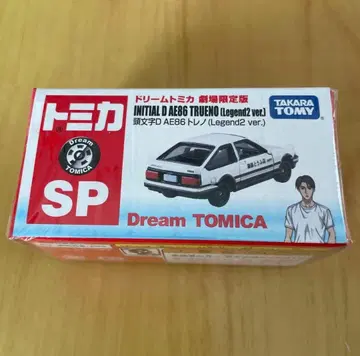 トミカ
Dream
TOMICA
SP
ドリームトミカ 劇場限定版
INITIAL D AE86 TRUENO (Legend2 ver.)
頭文字D AE86 トレノ (Legend2 ver.)
TAKARA
TOMY
Dream TOMICA